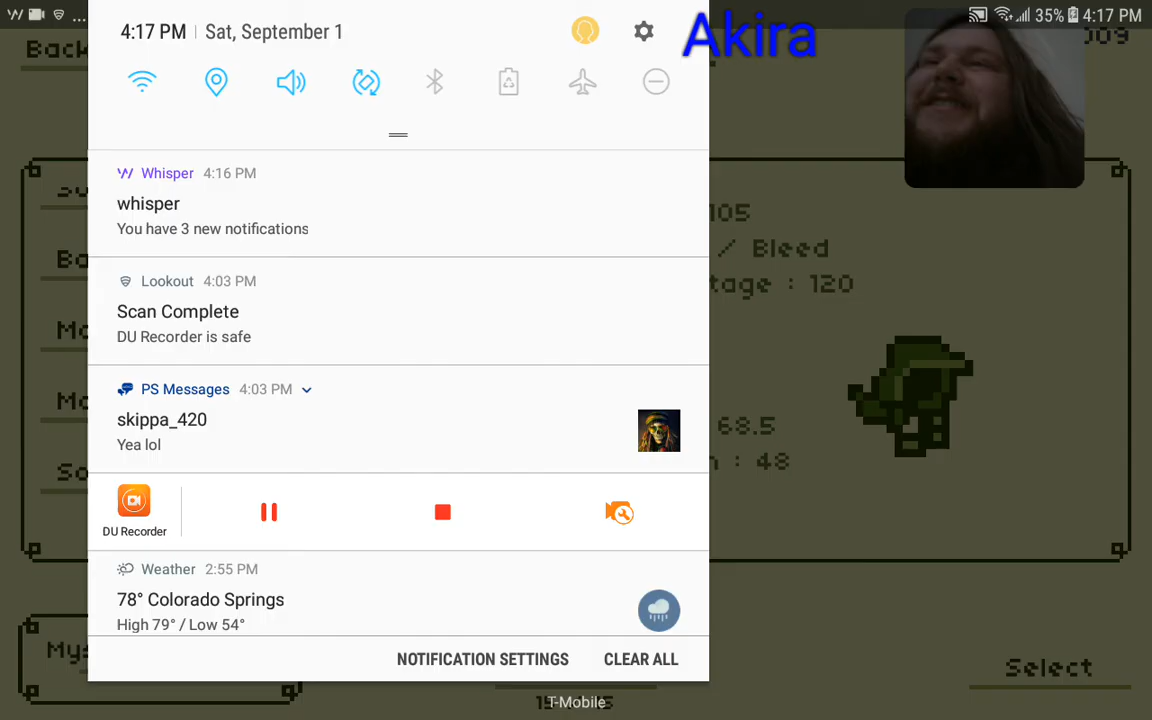 35% 4:17 PM
4:17 PM Sat, September 1
Akira
Back
009
Whisper 4:16 PM
whisper
You have 3 new notifications
105
/ Bleed
tage : 120
Lookout 4:03 PM
Scan Complete
DU Recorder is safe
PS Messages 4:03 PM
skippa_420
Yea lol
68.5
n : 48
DU Recorder
Weather 2:55 PM
78° Colorado Springs
High 79° / Low 54°
NOTIFICATION SETTINGS CLEAR ALL
Select
T-Mobile